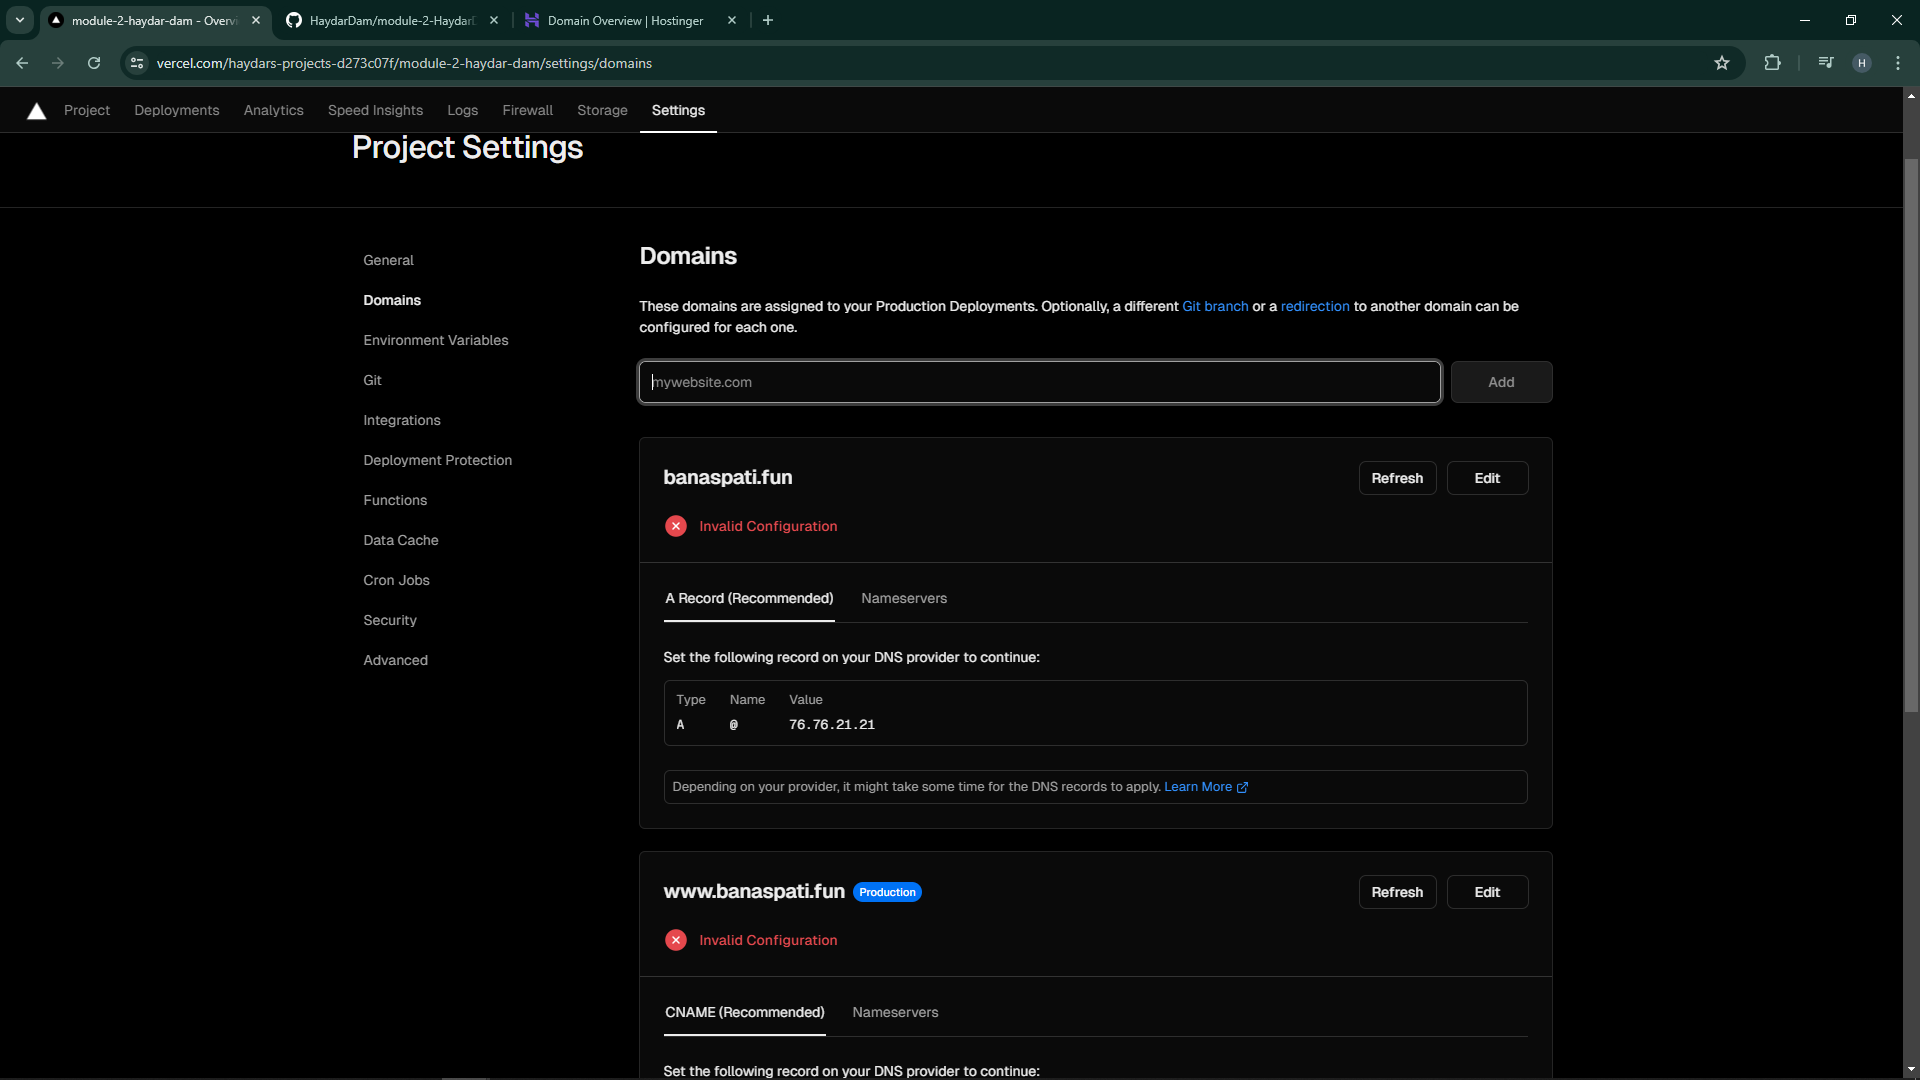 module-2-haydar-dam - Overvi
HaydarDam/module-2-HaydarD
Domain Overview | Hostinger
vercel.com/haydars-projects-d273c07f/module-2-haydar-dam/settings/domains
H
Project
Deployments
Analytics
Speed Insights
Logs
Firewall
Storage
Settings
Project Settings
General
Domains
Environment Variables
Git
Integrations
Deployment Protection
Functions
Data Cache
Cron Jobs
Security
Advanced
Domains
These domains are assigned to your Production Deployments. Optionally, a different Git branch or a redirection to another domain can be
configured for each one.
mywebsite.com
Add
banaspati.fun
Refresh
Edit
Invalid Configuration
A Record (Recommended)
Nameservers
Set the following record on your DNS provider to continue:
Type Name Value
A @ 76.76.21.21
Depending on your provider, it might take some time for the DNS records to apply. Learn More
www.banaspati.fun
Production
Refresh
Edit
Invalid Configuration
CNAME (Recommended)
Nameservers
Set the following record on your DNS provider to continue: